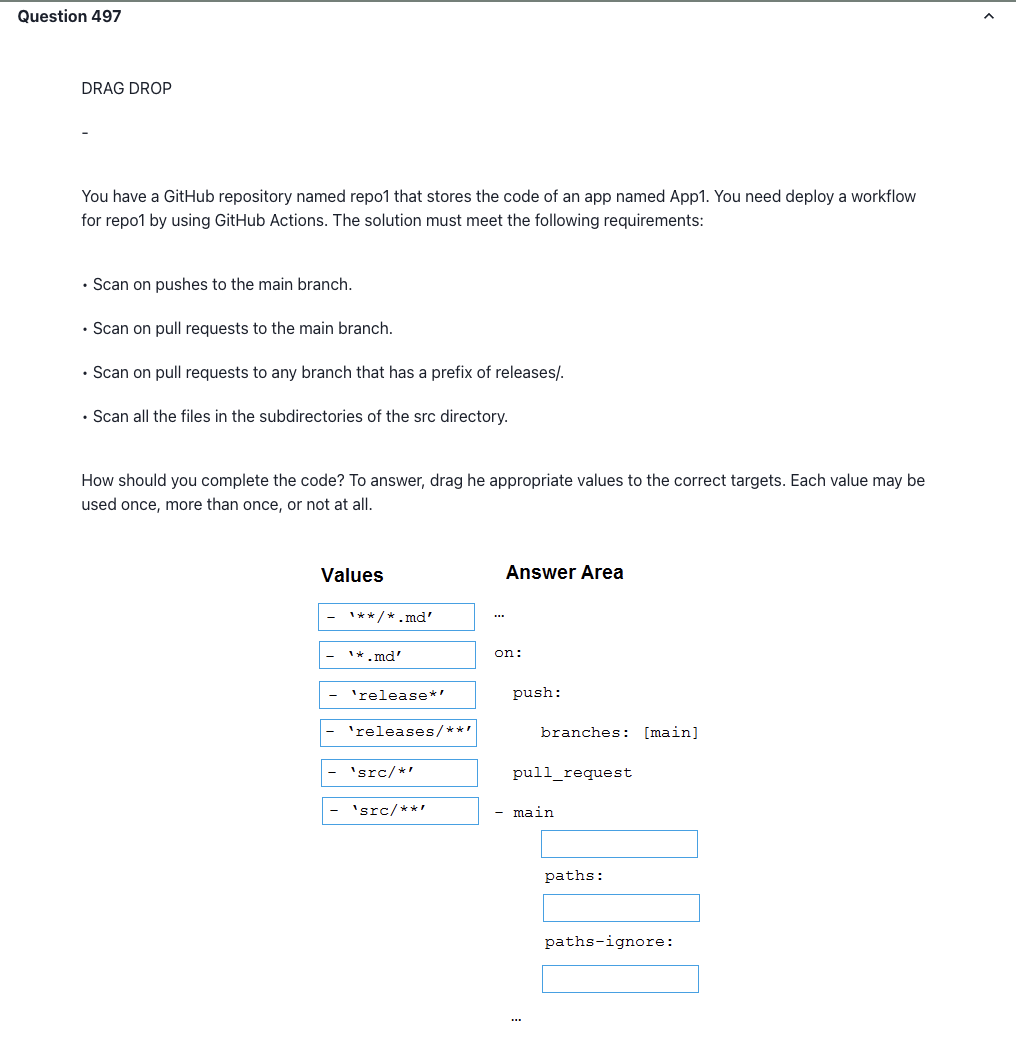 Question 497
DRAG DROP
-
You have a GitHub repository named repo1 that stores the code of an app named App1. You need deploy a workflow
for repo1 by using GitHub Actions. The solution must meet the following requirements:
• Scan on pushes to the main branch.
• Scan on pull requests to the main branch.
• Scan on pull requests to any branch that has a prefix of releases/.
• Scan all the files in the subdirectories of the src directory.
How should you complete the code? To answer, drag he appropriate values to the correct targets. Each value may be
used once, more than once, or not at all.
Values
- ‛**/*.md′
- ‛*.md′
- ‛release*′
- ‛releases/**′
- ‛src/*′
- ‛src/**′
Answer Area
...
on:
push:
branches: [main]
pull_request
- main
paths:
paths-ignore:
...